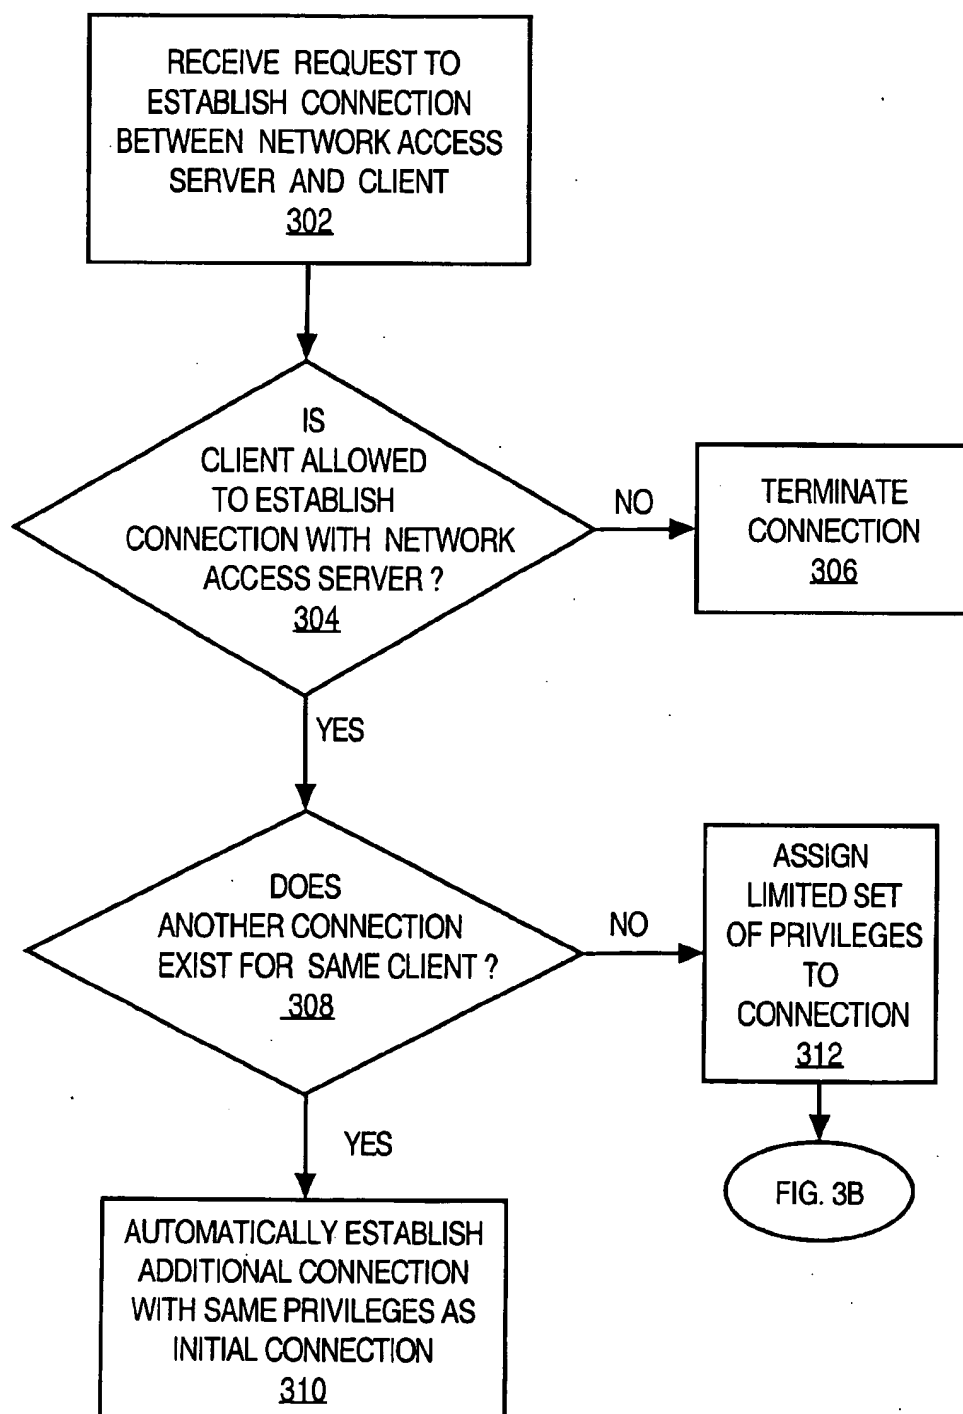 RECEIVE REQUEST TO
ESTABLISH CONNECTION
BETWEEN NETWORK ACCESS
SERVER AND CLIENT
302
IS
CLIENT ALLOWED
TO ESTABLISH
CONNECTION WITH NETWORK
ACCESS SERVER ?
304
NO
TERMINATE
CONNECTION
306
YES
DOES
ANOTHER CONNECTION
EXIST FOR SAME CLIENT ?
308
NO
ASSIGN
LIMITED SET
OF PRIVILEGES
TO
CONNECTION
312
FIG. 3B
YES
AUTOMATICALLY ESTABLISH
ADDITIONAL CONNECTION
WITH SAME PRIVILEGES AS
INITIAL CONNECTION
310